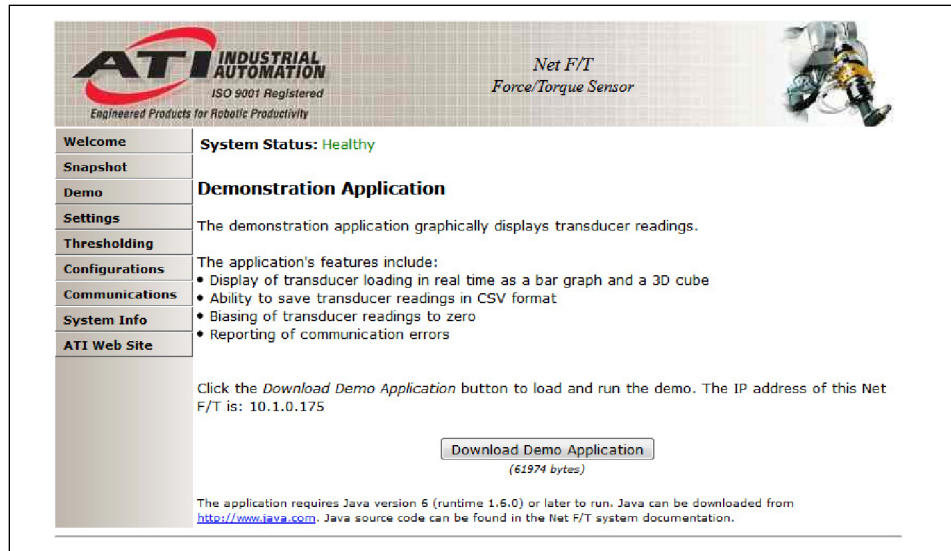 ATI INDUSTRIAL
AUTOMATION
ISO 9001 Registered
Engineered Products for Robotic Productivity
Net F/T
Force/Torque Sensor
Welcome
Snapshot
Demo
Settings
Thresholding
Configurations
Communications
System Info
ATI Web Site
System Status: Healthy
Demonstration Application
The demonstration application graphically displays transducer readings.
The application's features include:
• Display of transducer loading in real time as a bar graph and a 3D cube
• Ability to save transducer readings in CSV format
• Biasing of transducer readings to zero
• Reporting of communication errors
Click the Download Demo Application button to load and run the demo. The IP address of this Net
F/T is: 10.1.0.175
Download Demo Application
(61974 bytes)
The application requires Java version 6 (runtime 1.6.0) or later to run. Java can be downloaded from
http://www.java.com. Java source code can be found in the Net F/T system documentation.